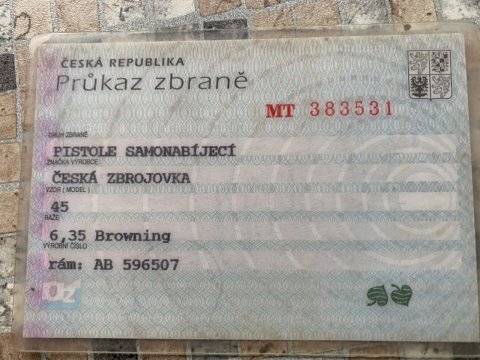 ČESKÁ REPUBLIKA
Průkaz zbraně
MT 383531
DRUH ZBRANĚ
PISTOLE SAMONABÍJECÍ
ZNAČKA VÝROBCE
ČESKÁ ZBROJOVKA
VZOR (MODEL)
45
RÁŽE
6,35 Browning
VÝROBNÍ ČÍSLO
rám: AB 596507